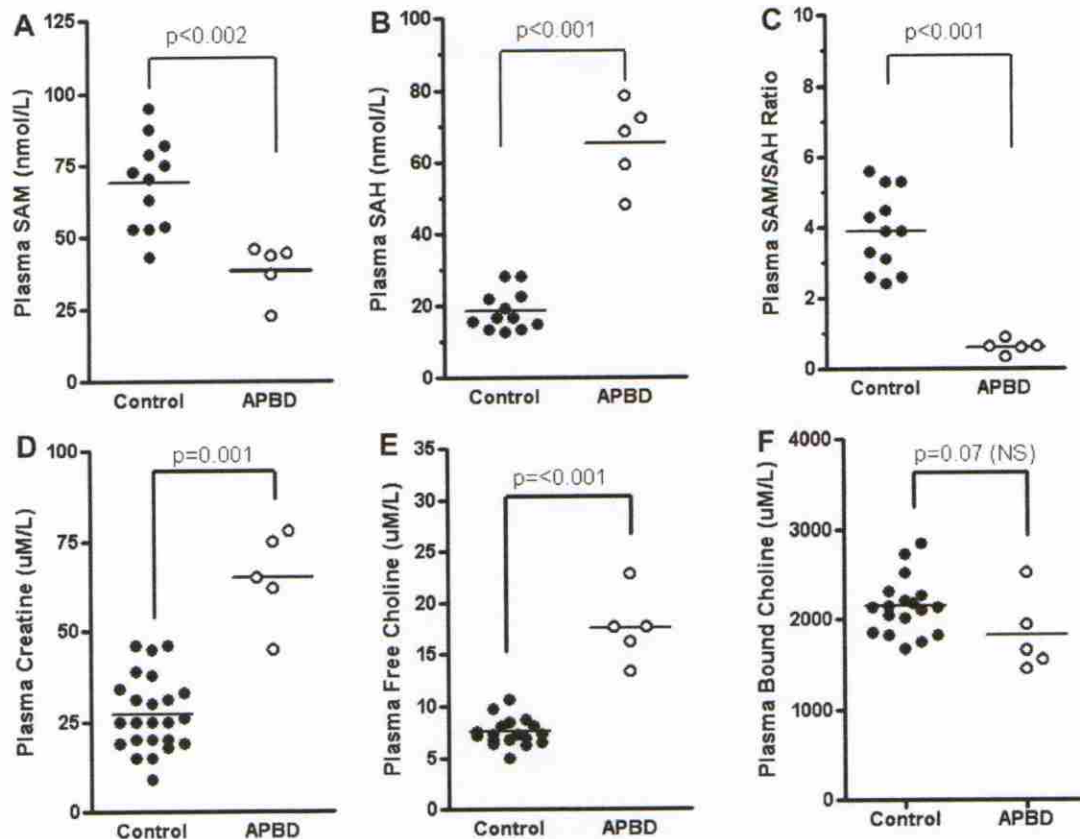 A
p<0.002
Plasma SAM (nmol/L)
125
100
75
50
25
0
Control APBD
B
p<0.001
Plasma SAH (nmol/L)
100
80
60
40
20
0
Control APBD
C
p<0.001
Plasma SAM/SAH Ratio
10
8
6
4
2
0
Control APBD
D
p=0.001
Plasma Creatine (uM/L)
100
75
50
25
0
Control APBD
E
p=<0.001
Plasma Free Choline (uM/L)
35
30
25
20
15
10
5
0
Control APBD
F
p=0.07 (NS)
Plasma Bound Choline (uM/L)
4000
3000
2000
1000
0
Control APBD